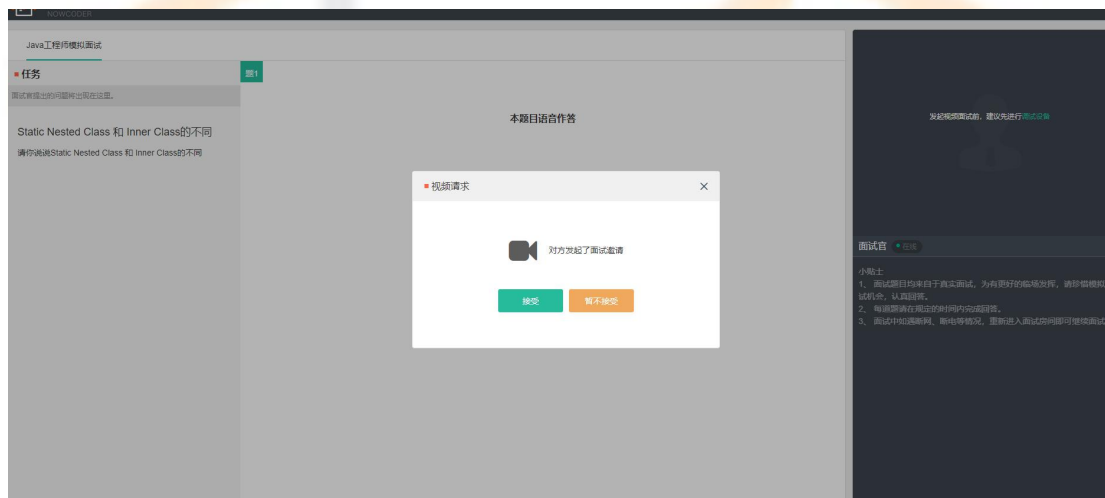 NOWCODER
Java工程师模拟面试
任务
题1
面试官提出的问题将出现在这里。
Static Nested Class 和 Inner Class的不同
请你说说Static Nested Class 和 Inner Class的不同
本题目语音作答
视频请求
×
对方发起了面试邀请
接受
暂不接受
发起视频面试前，建议先进行调试设备
面试官
在线
小贴士
1、 面试题目均来自于真实面试，为有更好的临场发挥，请珍惜模拟
试机会，认真回答。
2、 每道题请在规定的时间内完成回答。
3、 面试中如遇断网、断电等情况，重新进入面试房间即可继续面试